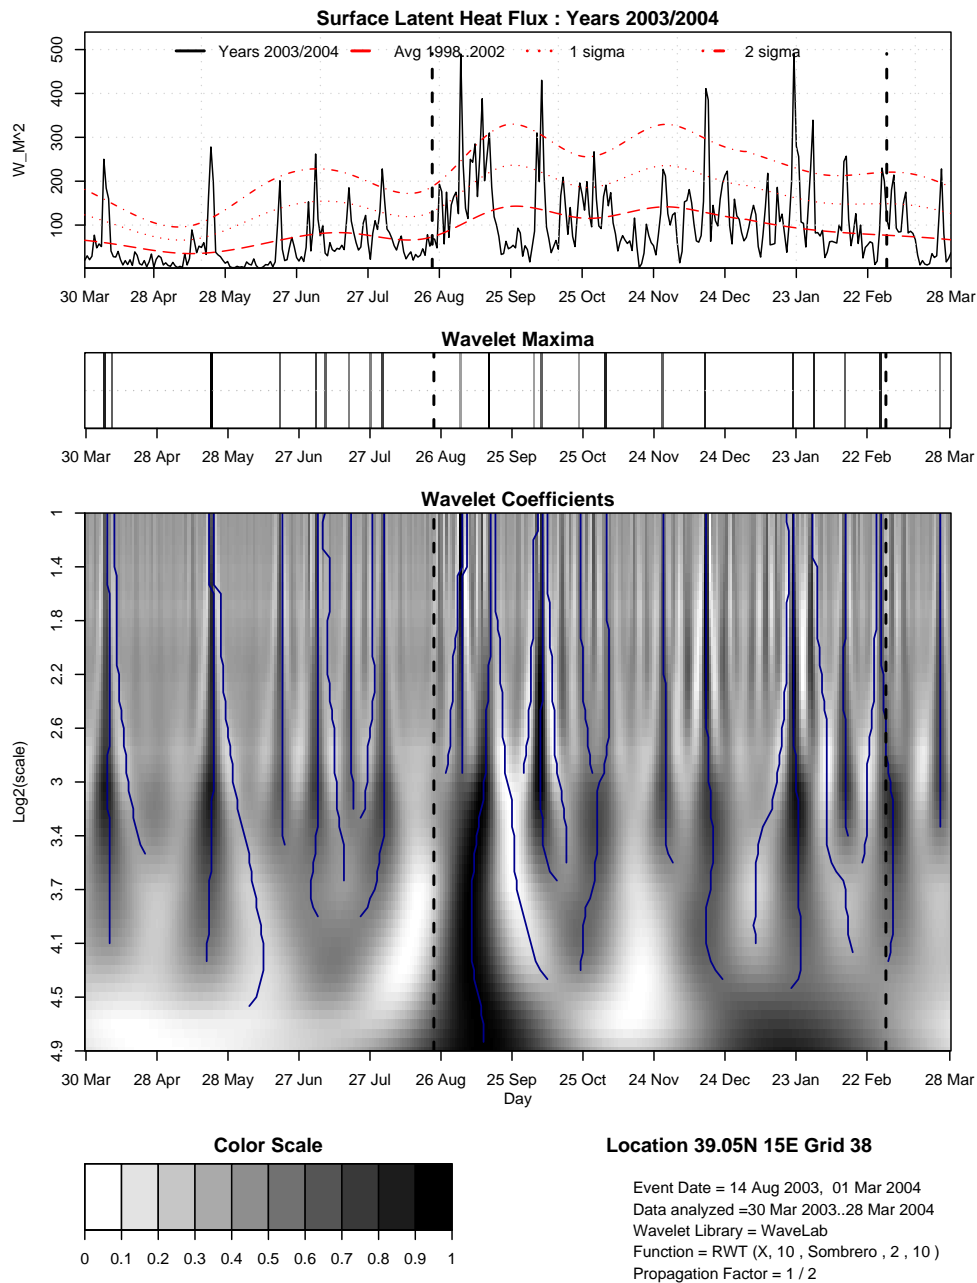 Surface Latent Heat Flux : Years 2003/2004
Years 2003/2004 Avg 1998..2002 1 sigma 2 sigma
W_M^2
500
400
300
200
100
30 Mar 28 Apr 28 May 27 Jun 27 Jul 26 Aug 25 Sep 25 Oct 24 Nov 24 Dec 23 Jan 22 Feb 28 Mar
Wavelet Maxima
30 Mar 28 Apr 28 May 27 Jun 27 Jul 26 Aug 25 Sep 25 Oct 24 Nov 24 Dec 23 Jan 22 Feb 28 Mar
Wavelet Coefficients
Log2(scale)
1
1.4
1.8
2.2
2.6
3
3.4
3.7
4.1
4.5
4.9
30 Mar 28 Apr 28 May 27 Jun 27 Jul 26 Aug 25 Sep 25 Oct 24 Nov 24 Dec 23 Jan 22 Feb 28 Mar
Day
Color Scale
0 0.1 0.2 0.3 0.4 0.5 0.6 0.7 0.8 0.9 1
Location 39.05N 15E Grid 38
Event Date = 14 Aug 2003, 01 Mar 2004
Data analyzed =30 Mar 2003..28 Mar 2004
Wavelet Library = WaveLab
Function = RWT (X, 10 , Sombrero , 2 , 10 )
Propagation Factor = 1 / 2